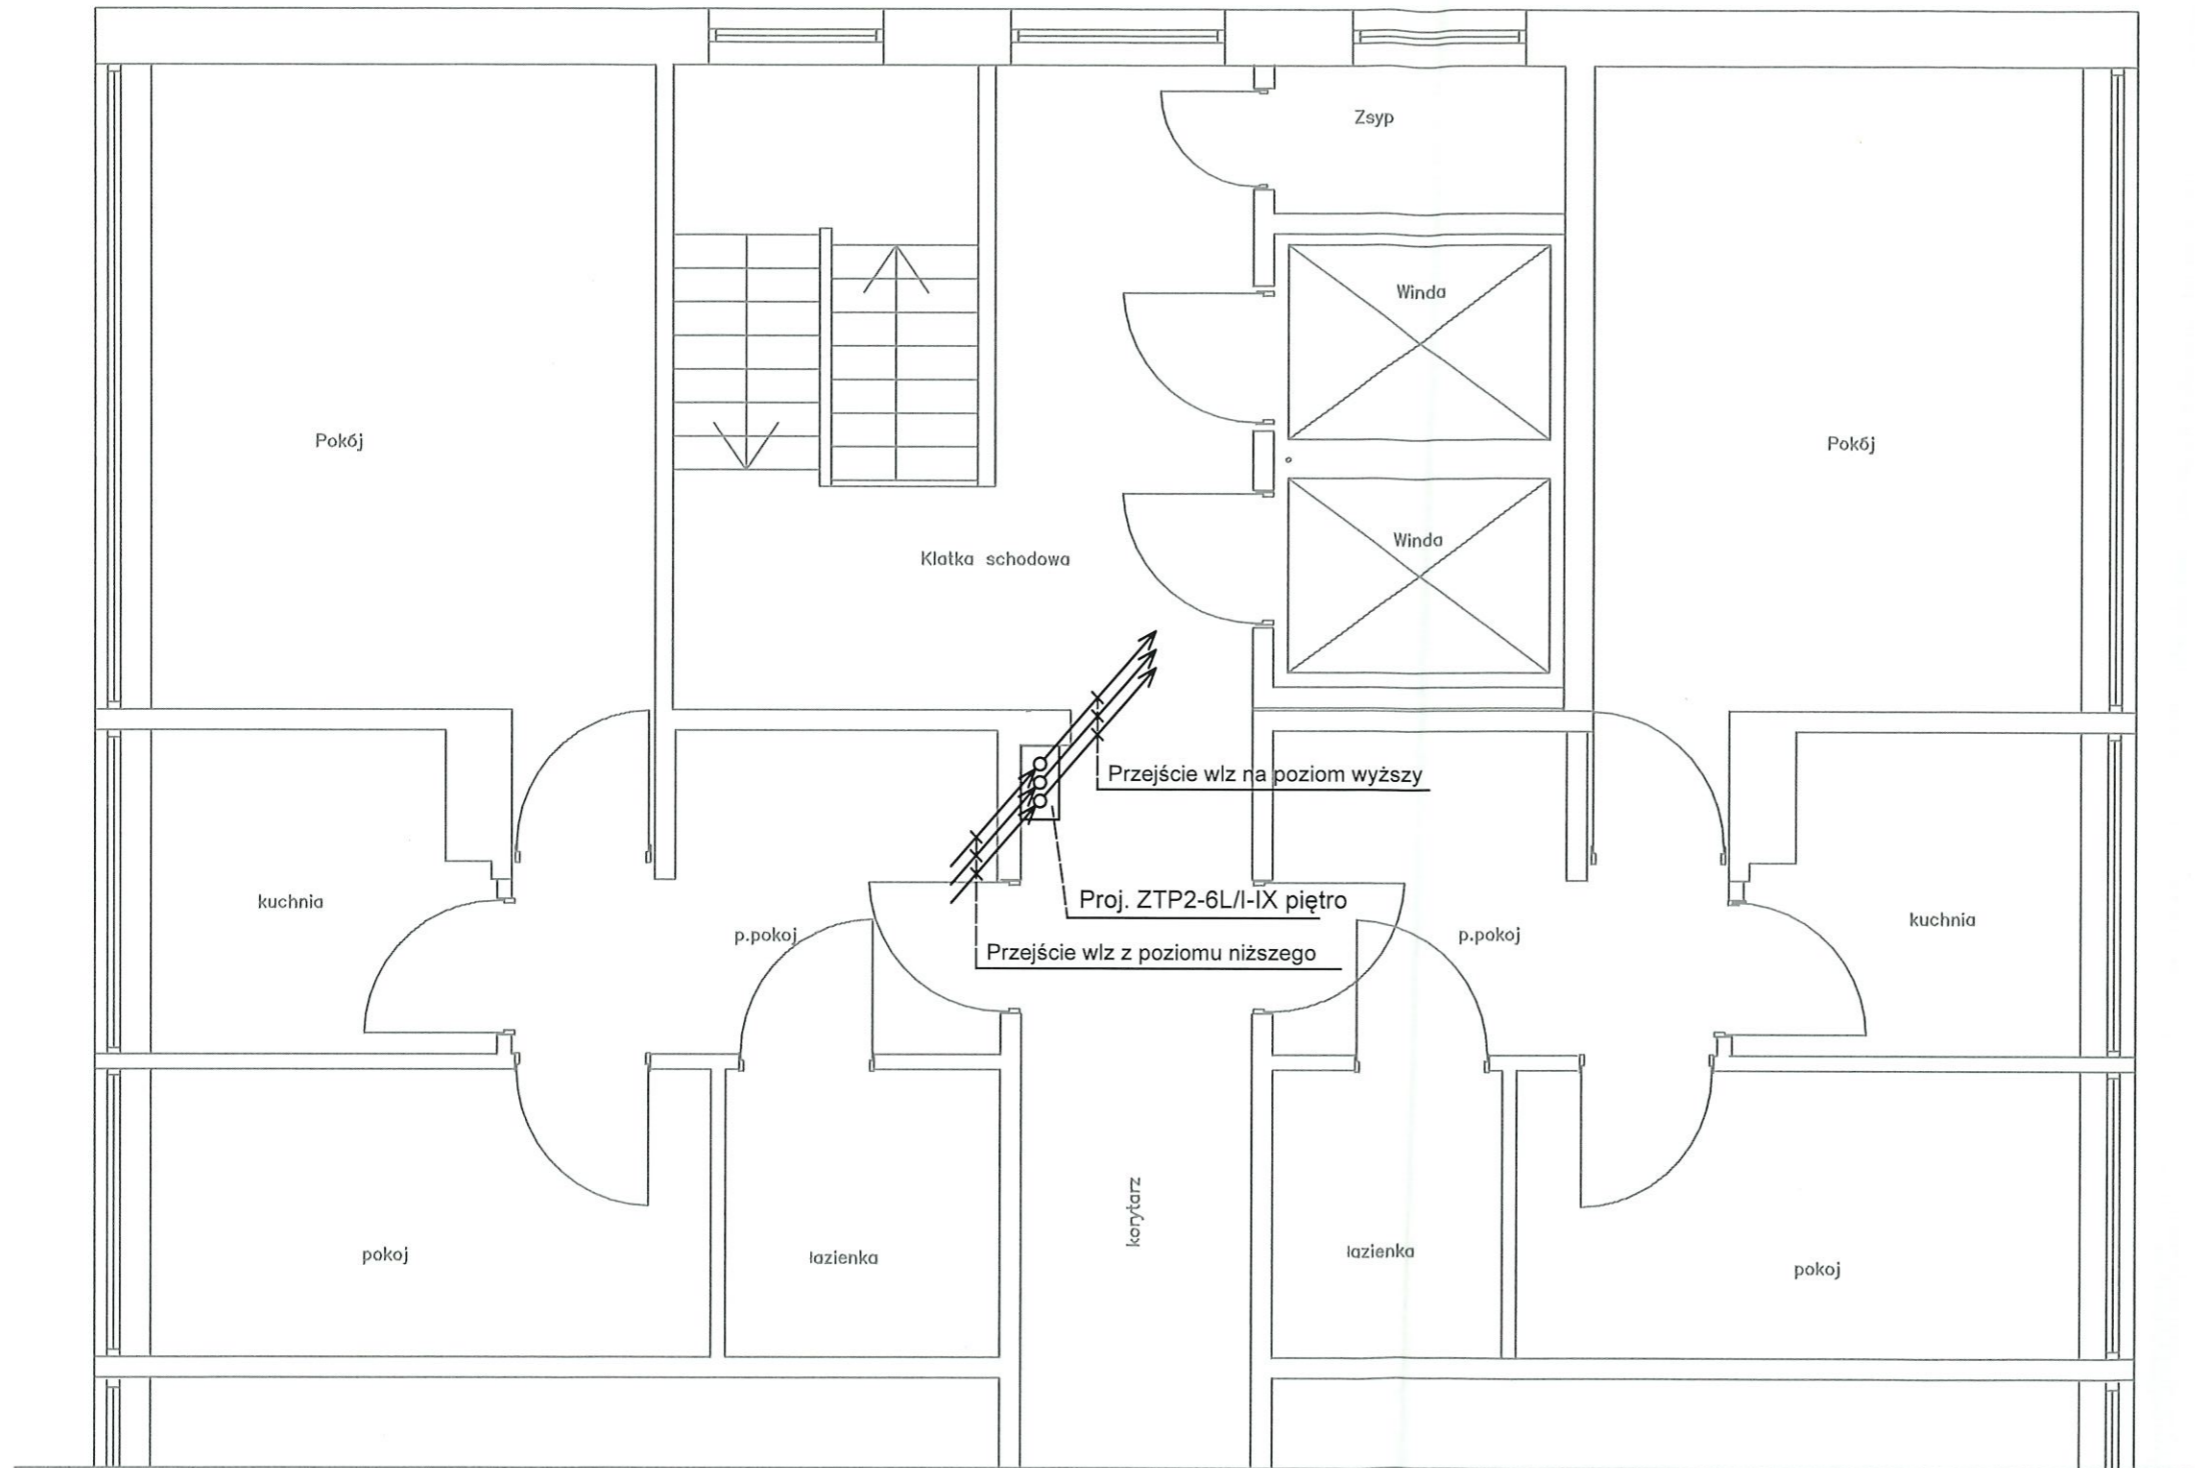 Zsyp
Winda
Pokój
Pokój
Winda
Klatka schodowa
Przejście wlz na poziom wyższy
kuchnia
Proj. ZTP2-6L/I-IX piętro
kuchnia
p.pokoj
p.pokoj
Przejście wlz z poziomu niższego
korytarz
pokoj
łazienka
łazienka
pokoj